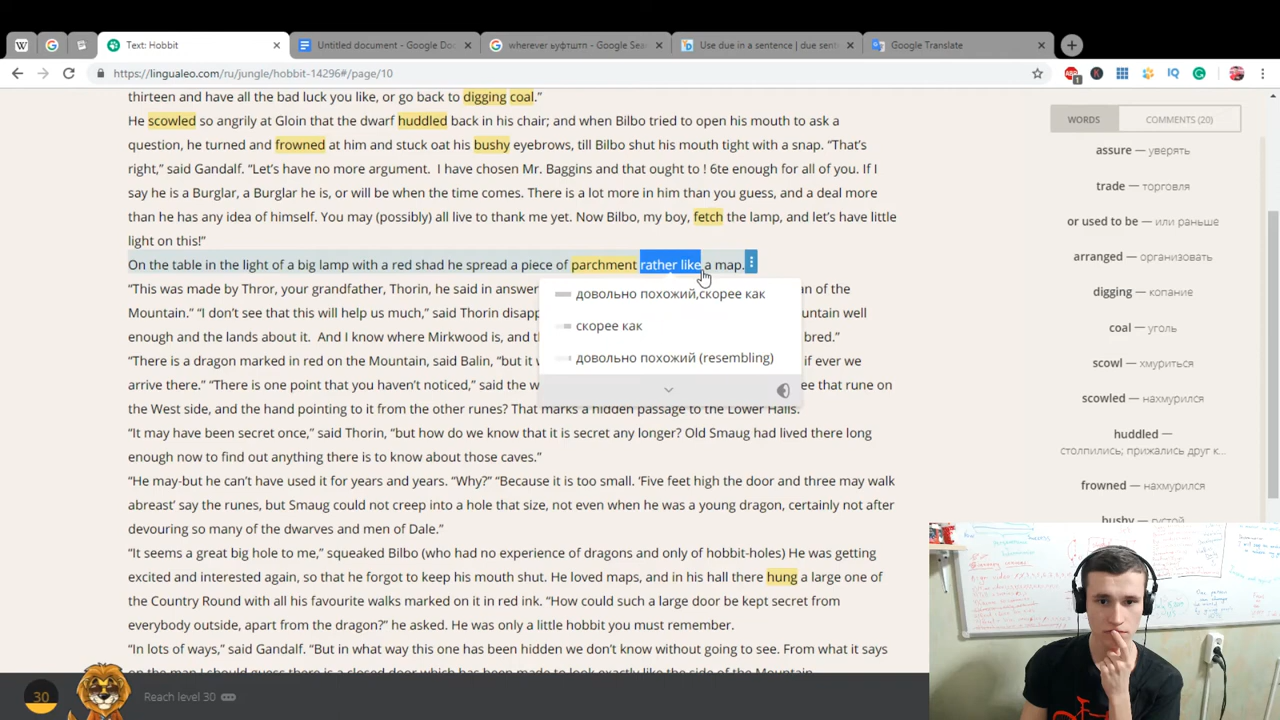 Text: Hobbit
Untitled document - Google Do
wherever ьуфтштп - Google Sea
Use due in a sentence | due sent
Google Translate
https://lingualeo.com/ru/jungle/hobbit-14296#/page/10
thirteen and have all the bad luck you like, or go back to digging coal.”
He scowled so angrily at Gloin that the dwarf huddled back in his chair; and when Bilbo tried to open his mouth to ask a
question, he turned and frowned at him and stuck oat his bushy eyebrows, till Bilbo shut his mouth tight with a snap. “That’s
right,” said Gandalf. “Let’s have no more argument. I have chosen Mr. Baggins and that ought to ! 6te enough for all of you. If I
say he is a Burglar, a Burglar he is, or will be when the time comes. There is a lot more in him than you guess, and a deal more
than he has any idea of himself. You may (possibly) all live to thank me yet. Now Bilbo, my boy, fetch the lamp, and let’s have little
light on this!”
On the table in the light of a big lamp with a red shad he spread a piece of parchment rather like a map.
“This was made by Thror, your grandfather, Thorin, he said in answer
an of the
Mountain.” “I don’t see that this will help us much,” said Thorin disapp
untain well
enough and the lands about it. And I know where Mirkwood is, and th
bred.”
“There is a dragon marked in red on the Mountain, said Balin, “but it w
if ever we
arrive there.” “There is one point that you haven’t noticed,” said the w
ee that rune on
the West side, and the hand pointing to it from the other runes? That marks a hidden passage to the Lower Halls.
“It may have been secret once,” said Thorin, “but how do we know that it is secret any longer? Old Smaug had lived there long
enough now to find out anything there is to know about those caves.”
“He may-but he can’t have used it for years and years. “Why?” “Because it is too small. ‘Five feet high the door and three may walk
abreast’ say the runes, but Smaug could not creep into a hole that size, not even when he was a young dragon, certainly not after
devouring so many of the dwarves and men of Dale.”
“It seems a great big hole to me,” squeaked Bilbo (who had no experience of dragons and only of hobbit-holes) He was getting
excited and interested again, so that he forgot to keep his mouth shut. He loved maps, and in his hall there hung a large one of
the Country Round with all his favourite walks marked on it in red ink. “How could such a large door be kept secret from
everybody outside, apart from the dragon?” he asked. He was only a little hobbit you must remember.
“In lots of ways,” said Gandalf. “But in what way this one has been hidden we don’t know without going to see. From what it says
on the map I should guess there is a closed door which has been made to look exactly like the side of the Mountain.
довольно похожий,скорее как
скорее как
довольно похожий (resembling)
WORDS
COMMENTS (20)
assure — уверять
trade — торговля
or used to be — или раньше
arranged — организовать
digging — копание
coal — уголь
scowl — хмуриться
scowled — нахмурился
huddled —
столпились; прижались друг к...
frowned — нахмурился
bushy — густой
30
Reach level 30